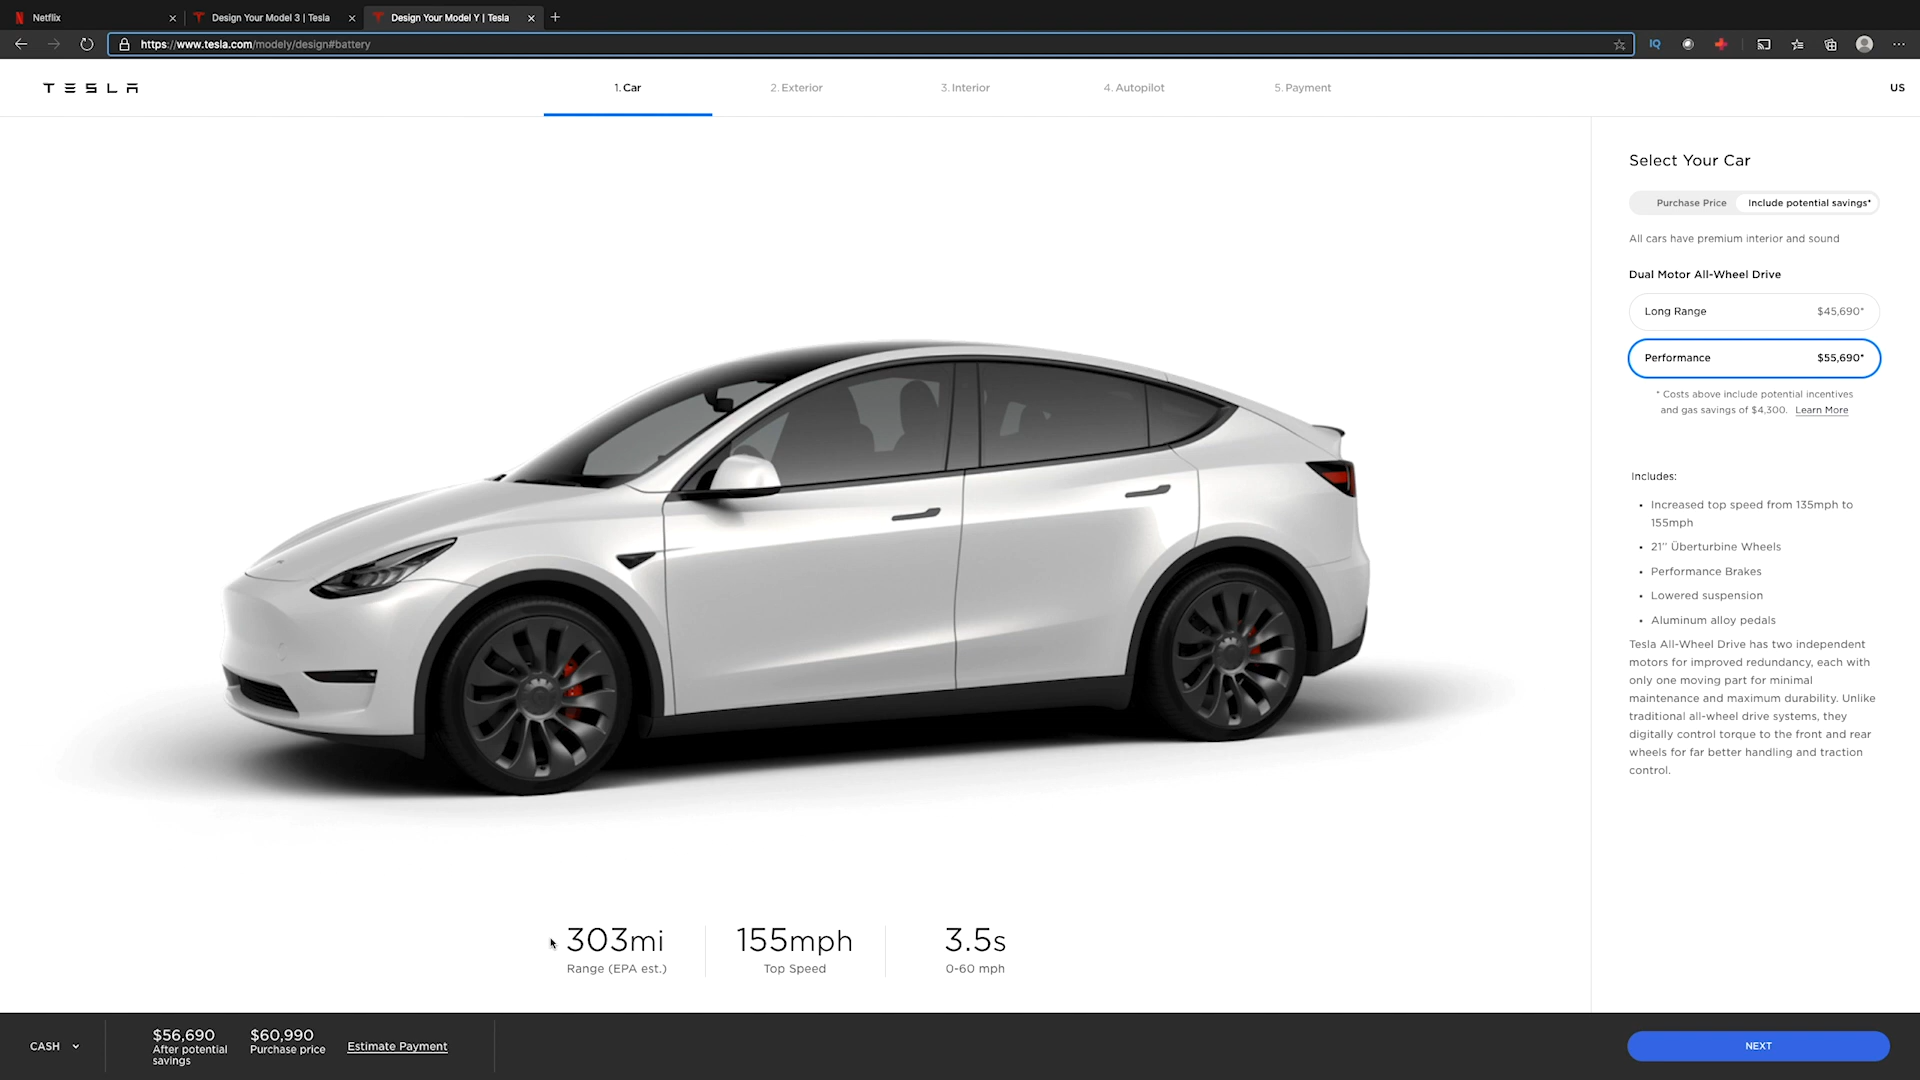 Netflix
Design Your Model 3 | Tesla
Design Your Model Y | Tesla
https://www.tesla.com/modely/design#battery
IQ
TESLA
1. Car
2. Exterior
3. Interior
4. Autopilot
5. Payment
US
Select Your Car
Purchase Price
Include potential savings*
All cars have premium interior and sound
Dual Motor All-Wheel Drive
Long Range $45,690*
Performance $55,690*
* Costs above include potential incentives
and gas savings of $4,300. Learn More
Includes:
• Increased top speed from 135mph to
155mph
• 21’’ Überturbine Wheels
• Performance Brakes
• Lowered suspension
• Aluminum alloy pedals
Tesla All-Wheel Drive has two independent
motors for improved redundancy, each with
only one moving part for minimal
maintenance and maximum durability. Unlike
traditional all-wheel drive systems, they
digitally control torque to the front and rear
wheels for far better handling and traction
control.
303mi
Range (EPA est.)
155mph
Top Speed
3.5s
0-60 mph
CASH
$56,690
After potential
savings
$60,990
Purchase price
Estimate Payment
NEXT